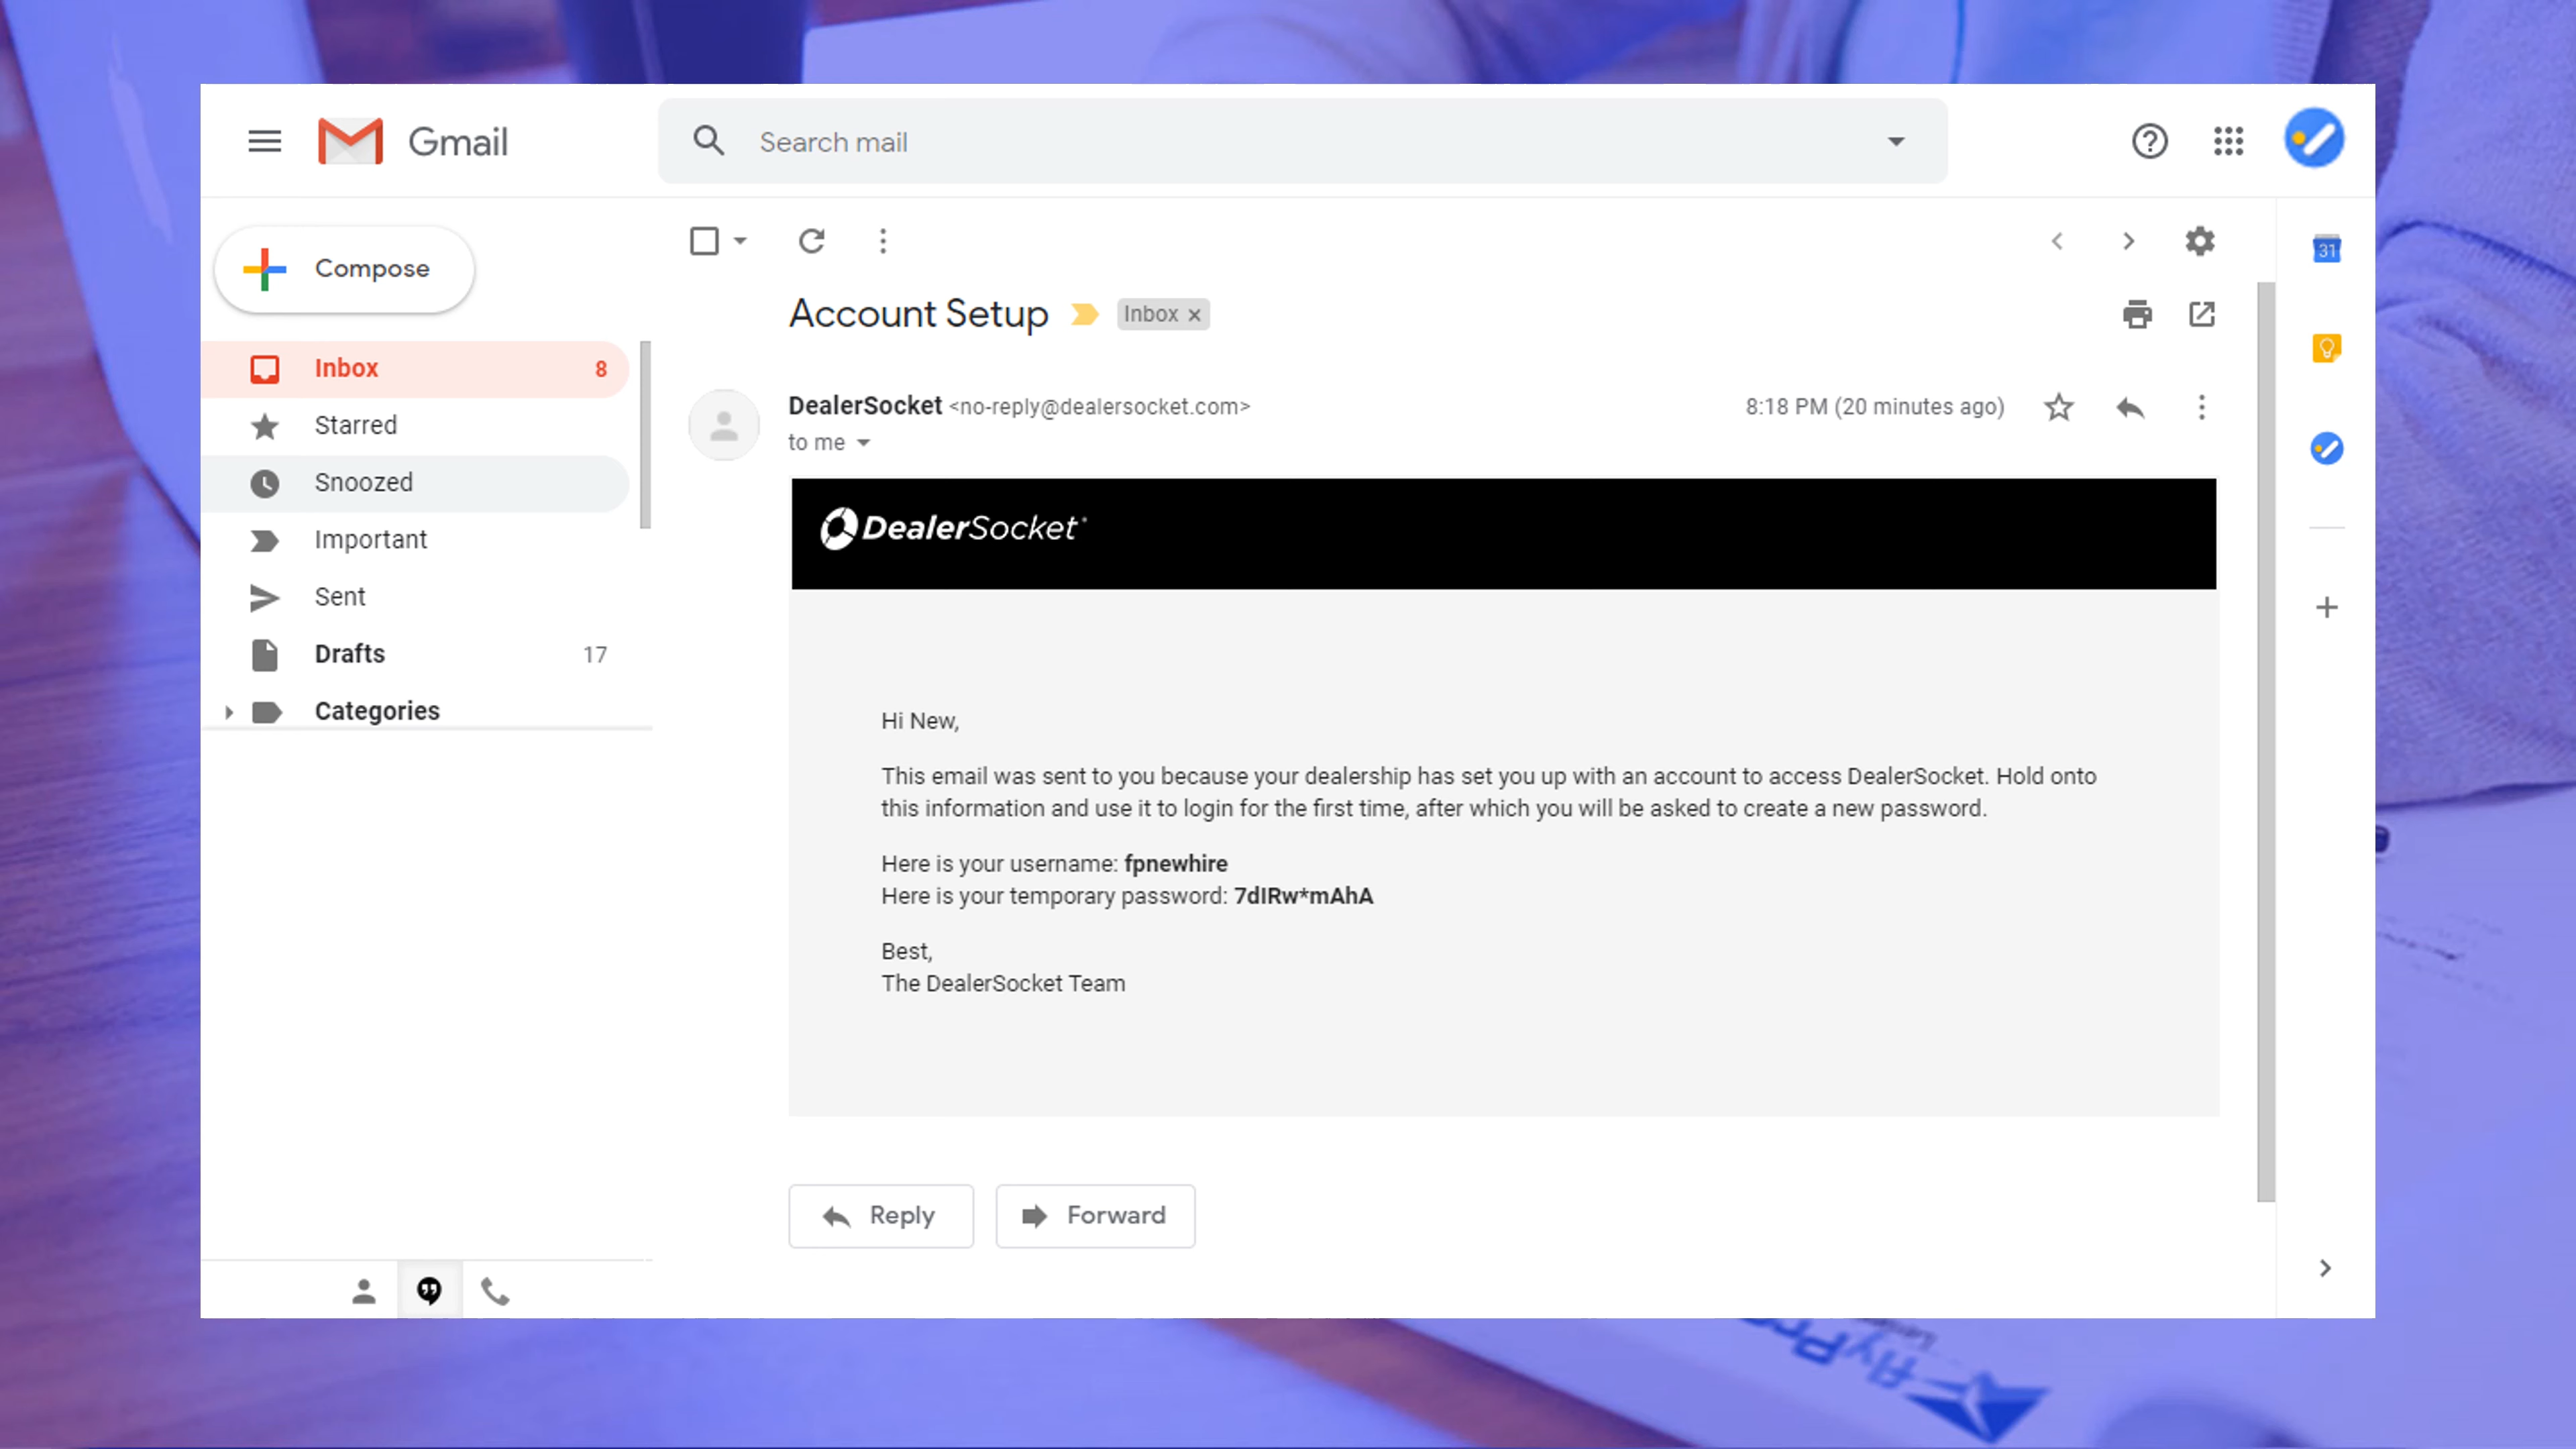 Gmail
Search mail
31
Compose
Account Setup
Inbox ×
Inbox 8
Starred
Snoozed
Important
Sent
Drafts 17
Categories
DealerSocket <no-reply@dealersocket.com>
8:18 PM (20 minutes ago)
to me
DealerSocket
Hi New,
This email was sent to you because your dealership has set you up with an account to access DealerSocket. Hold onto
this information and use it to login for the first time, after which you will be asked to create a new password.
Here is your username: fpnewhire
Here is your temporary password: 7dIRw*mAhA
Best,
The DealerSocket Team
Reply
Forward